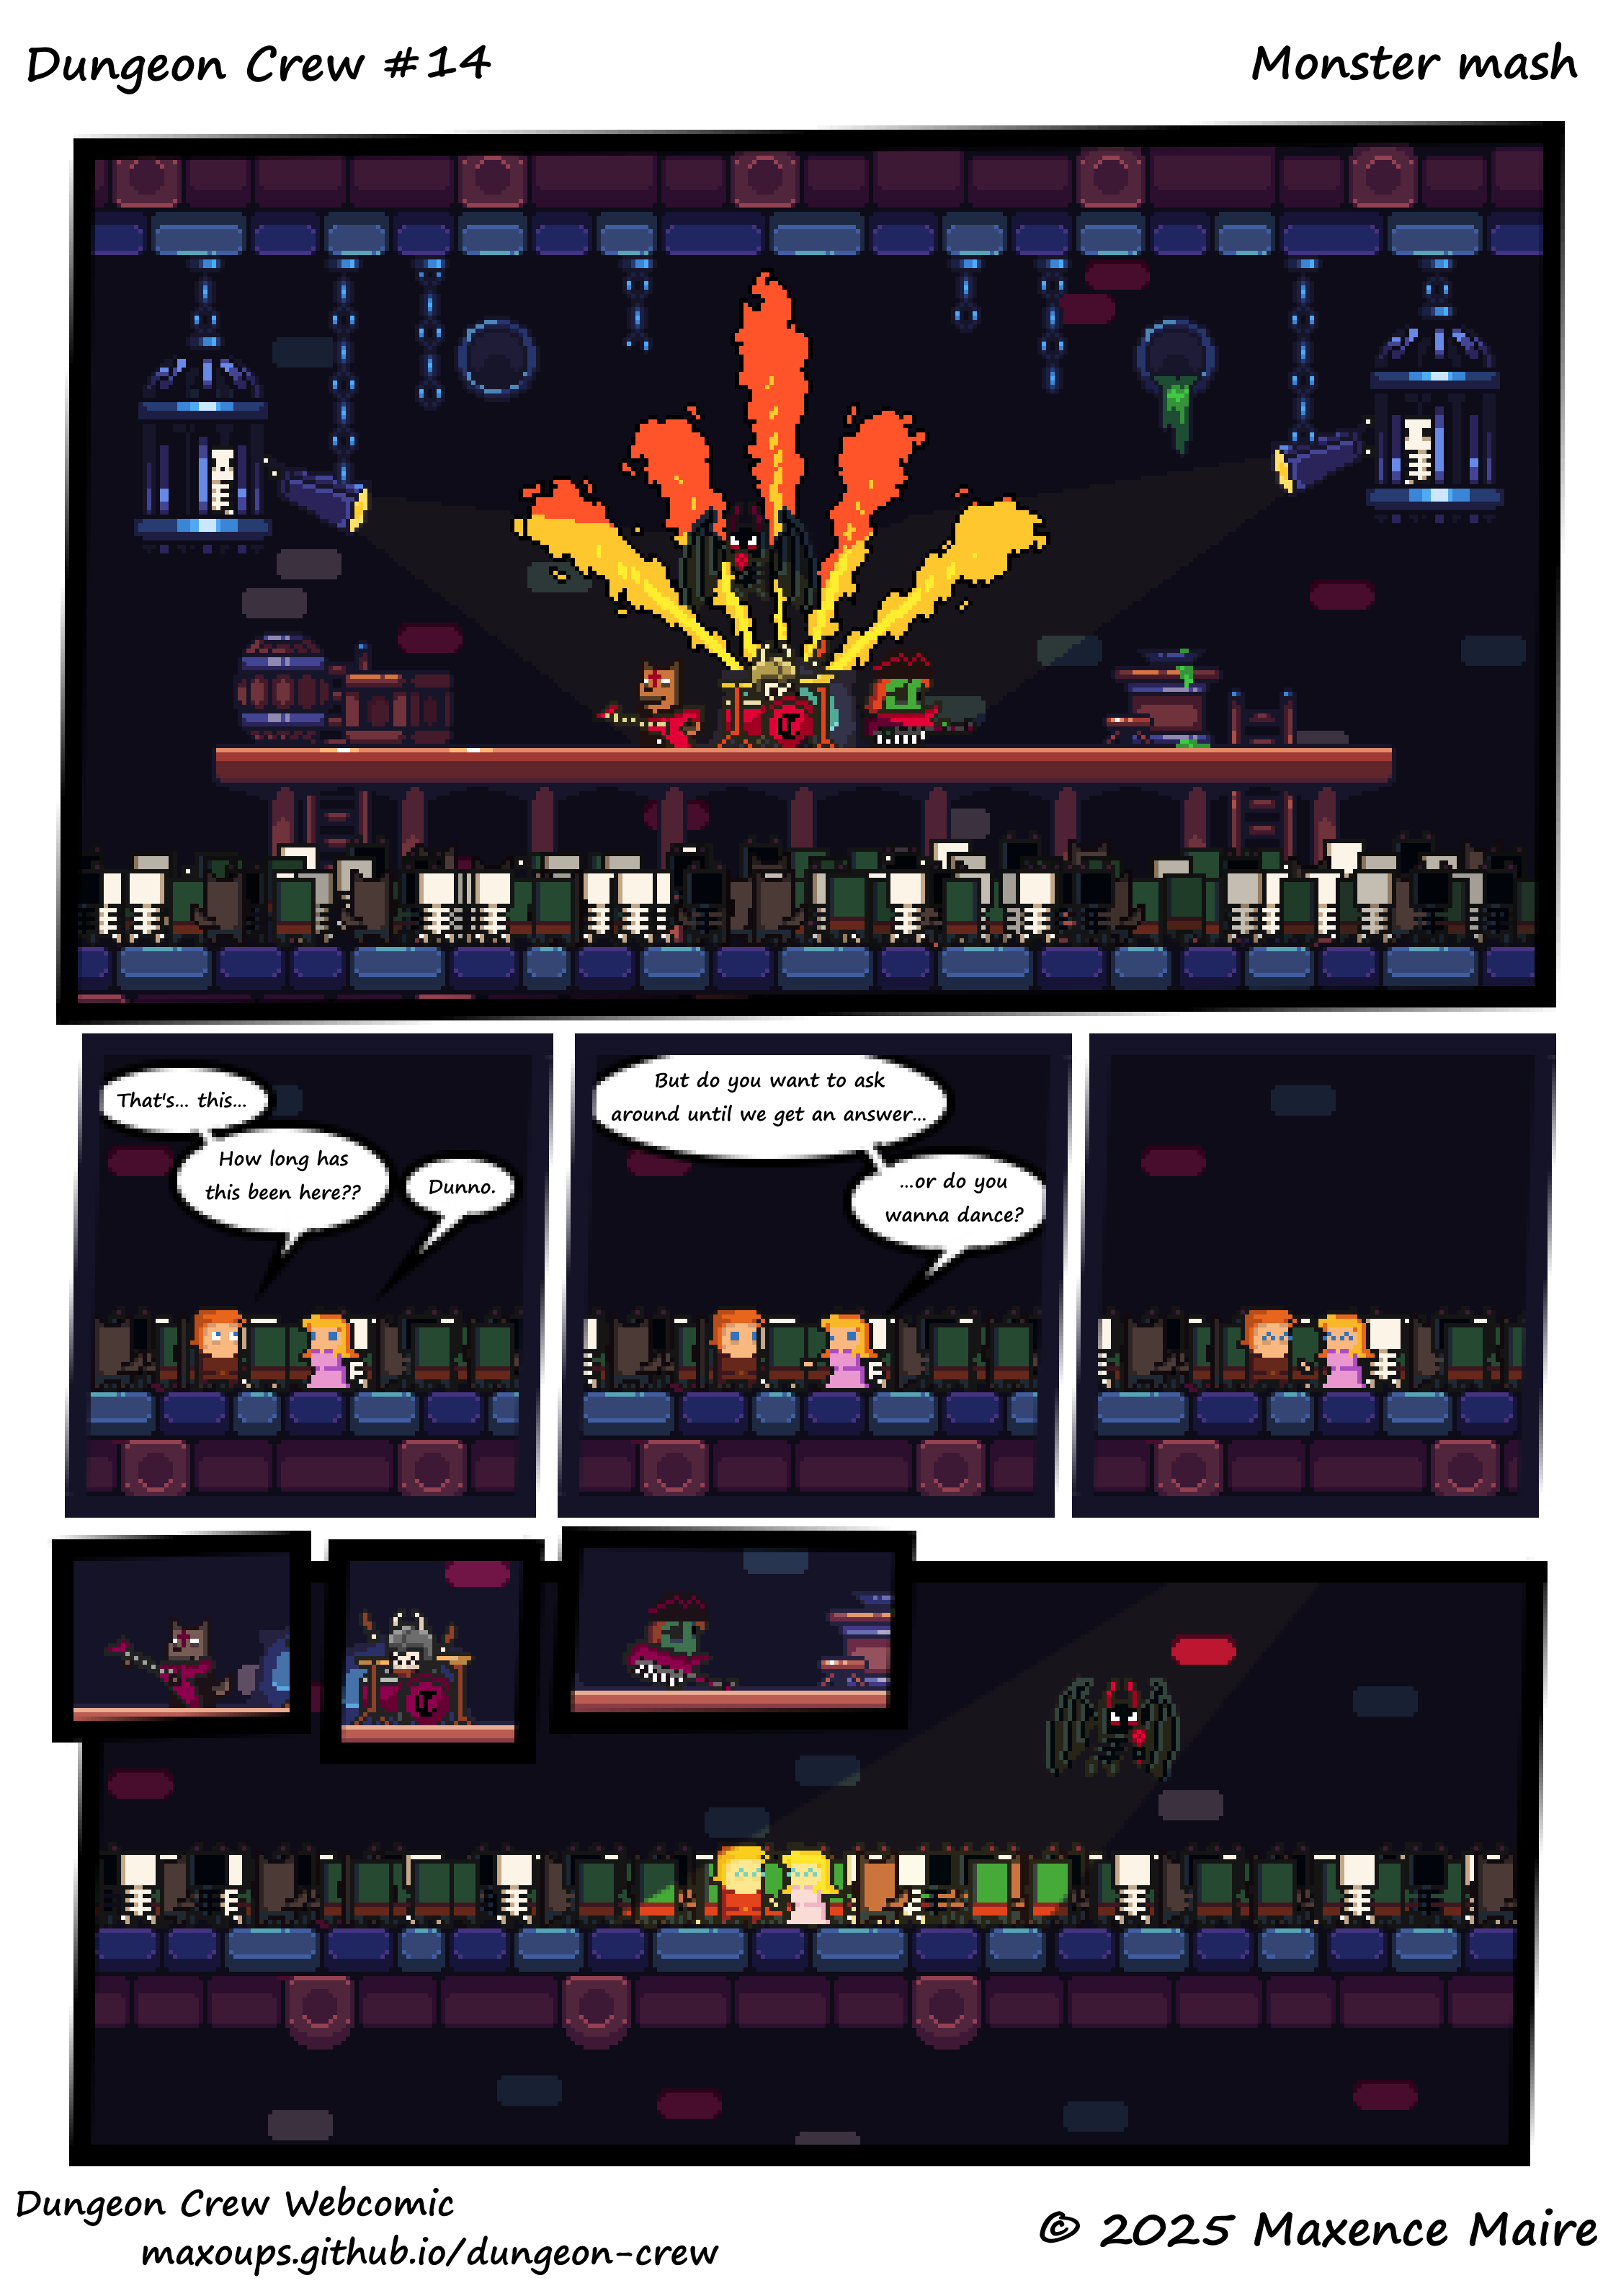 Dungeon Crew #14
Monster mash
That's... this...
How long has
this been here??
Dunno.
But do you want to ask
around until we get an answer...
...or do you
wanna dance?
Dungeon Crew Webcomic
maxoups.github.io/dungeon-crew
© 2025 Maxence Maire